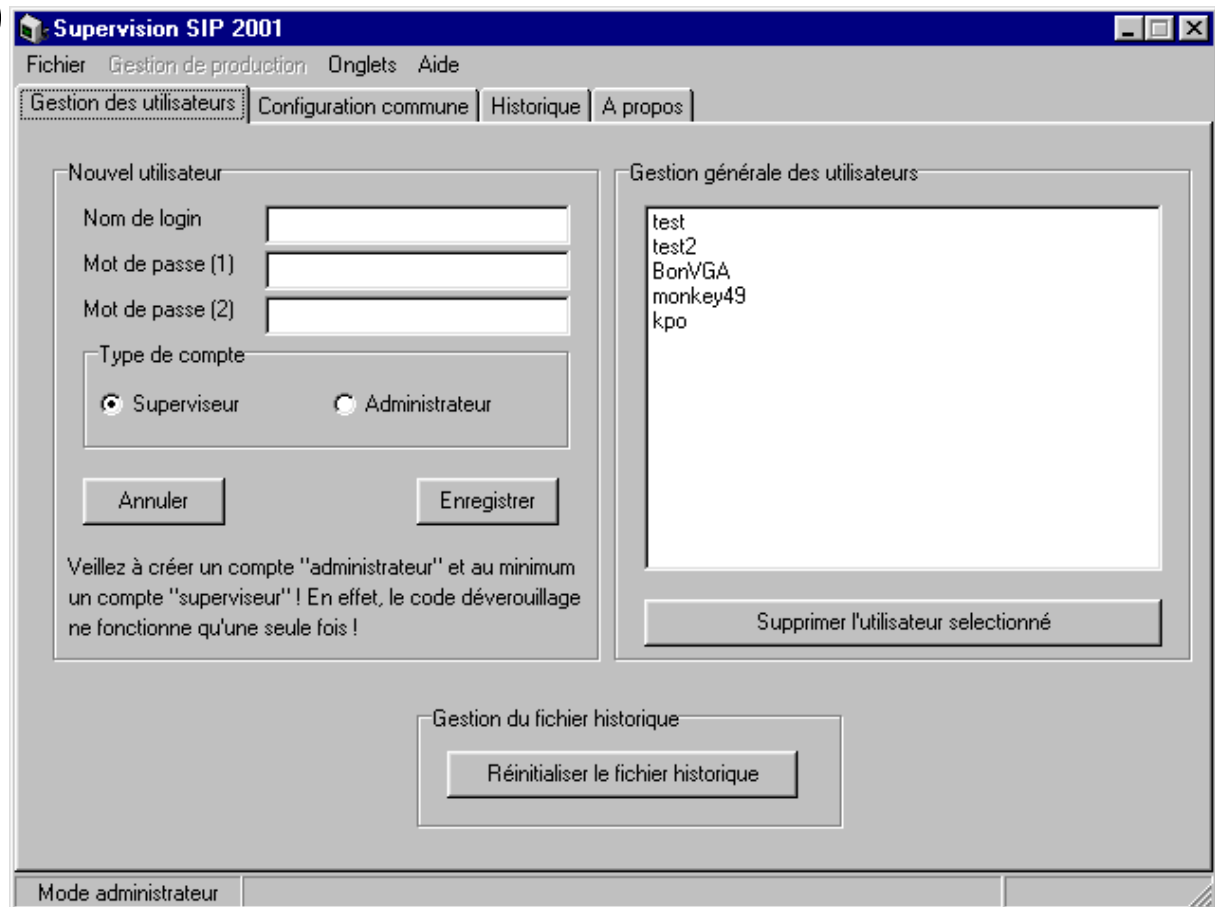 Supervision SIP 2001
Fichier Gestion de production Onglets Aide
Gestion des utilisateurs Configuration commune Historique A propos
Nouvel utilisateur
Nom de login
Mot de passe (1)
Mot de passe (2)
Type de compte
Superviseur Administrateur
Annuler Enregistrer
Veillez à créer un compte "administrateur" et au minimum
un compte "superviseur" ! En effet, le code déverouillage
ne fonctionne qu'une seule fois !
Gestion générale des utilisateurs
test
test2
BonVGA
monkey49
kpo
Supprimer l'utilisateur selectionné
Gestion du fichier historique
Réinitialiser le fichier historique
Mode administrateur